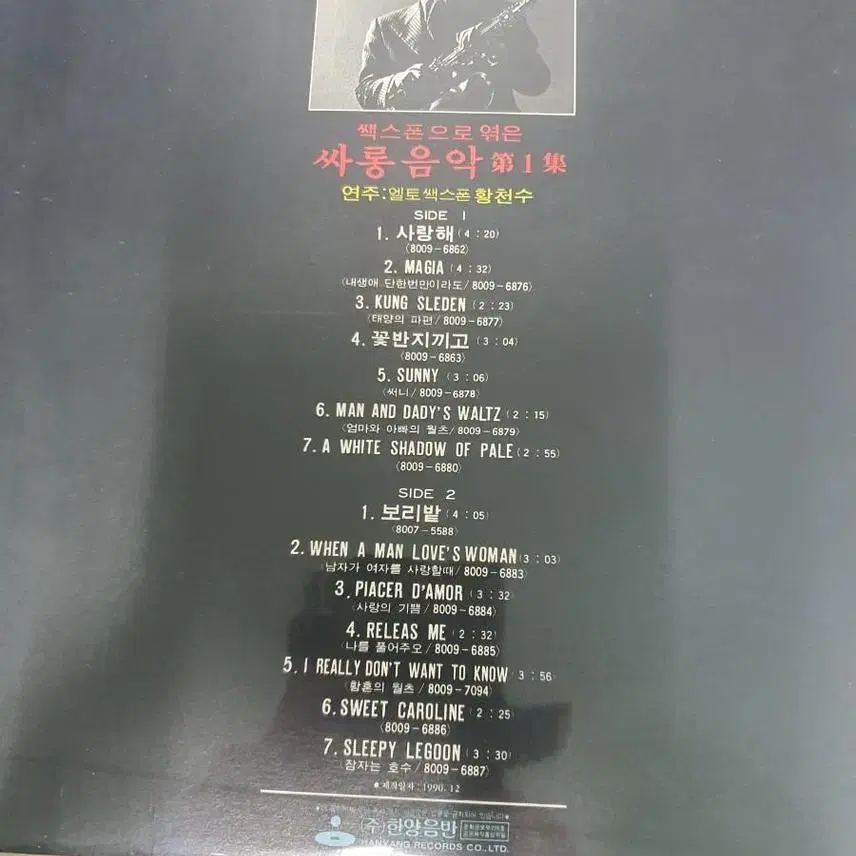 쌕스폰으로 엮은
싸롱음악 第1集
연주:엘토쌕스폰 황천수
SIDE 1
1. 사랑해 (4 : 20)
(8009-6862)
2. MAGIA (4 : 32)
(내생애 단한번만이라도/8009-6876)
3. KUNG SLEDEN (2 : 23)
(태양의 파편/8009-6877)
4. 꽃반지끼고 (3 : 04)
(8009-6863)
5. SUNNY (3 : 06)
(써니/8009-6878)
6. MAN AND DADY'S WALTZ (2 : 15)
(엄마와 아빠의 월츠/8009-6879)
7. A WHITE SHADOW OF PALE (2 : 55)
(8009-6880)
SIDE 2
1. 보리밭 (4 : 05)
(8007-5588)
2. WHEN A MAN LOVE'S WOMAN (3 : 03)
(남자가 여자를 사랑할때/8009-6883)
3. PIACER D'AMOR (3 : 32)
(사랑의 기쁨/8009-6884)
4. RELEAS ME (2 : 32)
(나를 풀어주오/8009-6885)
5. I REALLY DON'T WANT TO KNOW (3 : 56)
(황혼의 월츠/8009-7094)
6. SWEET CAROLINE (2 : 25)
(8009-6886)
7. SLEEPY LEGOON (3 : 30)
(잠자는 호수/8009-6887)
● 제작일자 : 1990. 12
금지되어 있습니다●
(주)한양음반
HANYANG RECORDS CO., LTD.